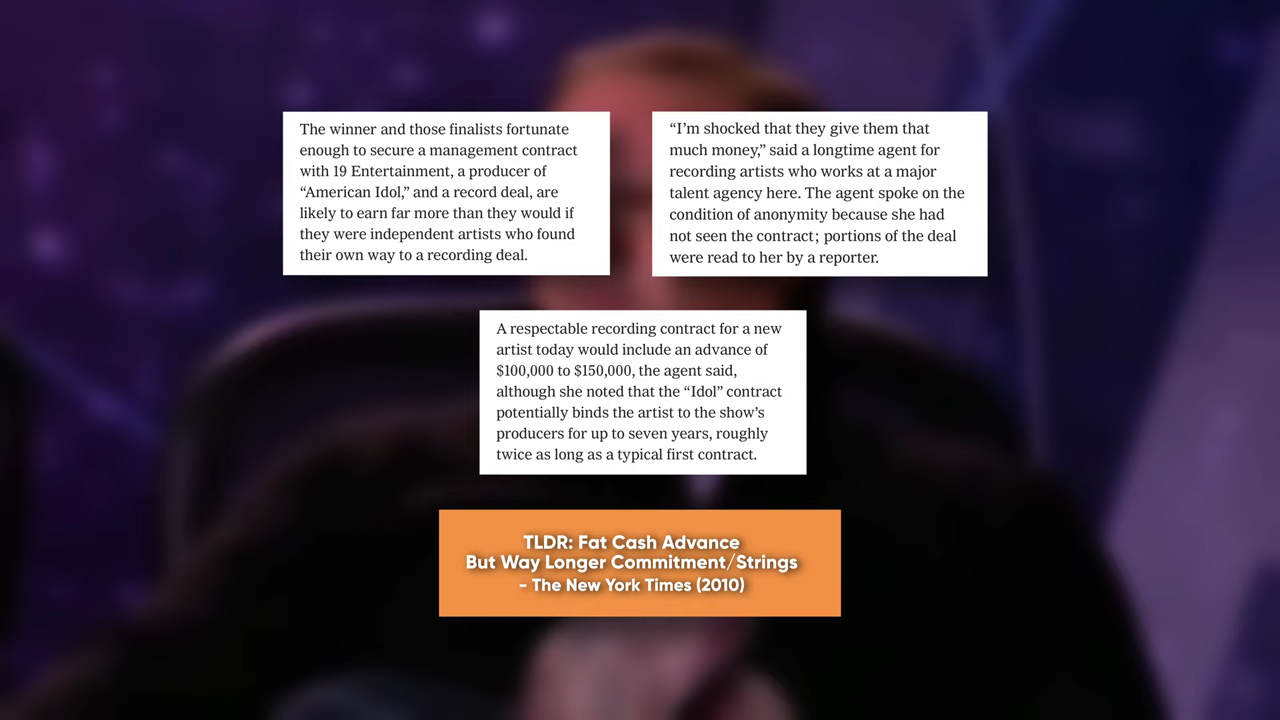 The winner and those finalists fortunate
enough to secure a management contract
with 19 Entertainment, a producer of
“American Idol,” and a record deal, are
likely to earn far more than they would if
they were independent artists who found
their own way to a recording deal.
“I’m shocked that they give them that
much money,” said a longtime agent for
recording artists who works at a major
talent agency here. The agent spoke on the
condition of anonymity because she had
not seen the contract; portions of the deal
were read to her by a reporter.
A respectable recording contract for a new
artist today would include an advance of
$100,000 to $150,000, the agent said,
although she noted that the “Idol” contract
potentially binds the artist to the show’s
producers for up to seven years, roughly
twice as long as a typical first contract.
TLDR: Fat Cash Advance
But Way Longer Commitment/Strings
- The New York Times (2010)